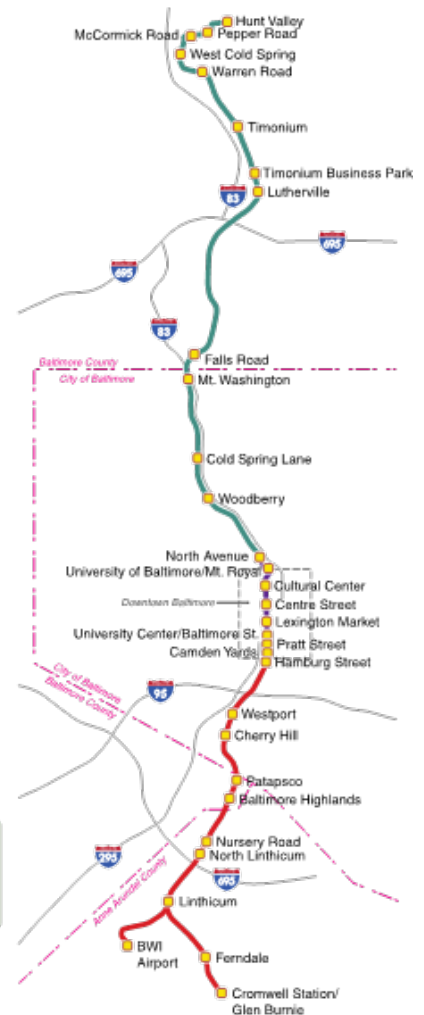 Hunt Valley
McCormick Road
Pepper Road
West Cold Spring
Warren Road
Timonium
Timonium Business Park
83
Lutherville
695
695
83
Falls Road
Baltimore County
City of Baltimore
Mt. Washington
Cold Spring Lane
Woodberry
North Avenue
University of Baltimore/Mt. Royal
Cultural Center
Downtown Baltimore
Centre Street
Lexington Market
University Center/Baltimore St.
Pratt Street
Camden Yards
Hamburg Street
City of Baltimore
Baltimore County
95
Westport
Cherry Hill
Patapsco
Baltimore Highlands
Nursery Road
295
North Linthicum
695
Anne Arundel County
Linthicum
BWI
Airport
Ferndale
Cromwell Station/
Glen Burnie